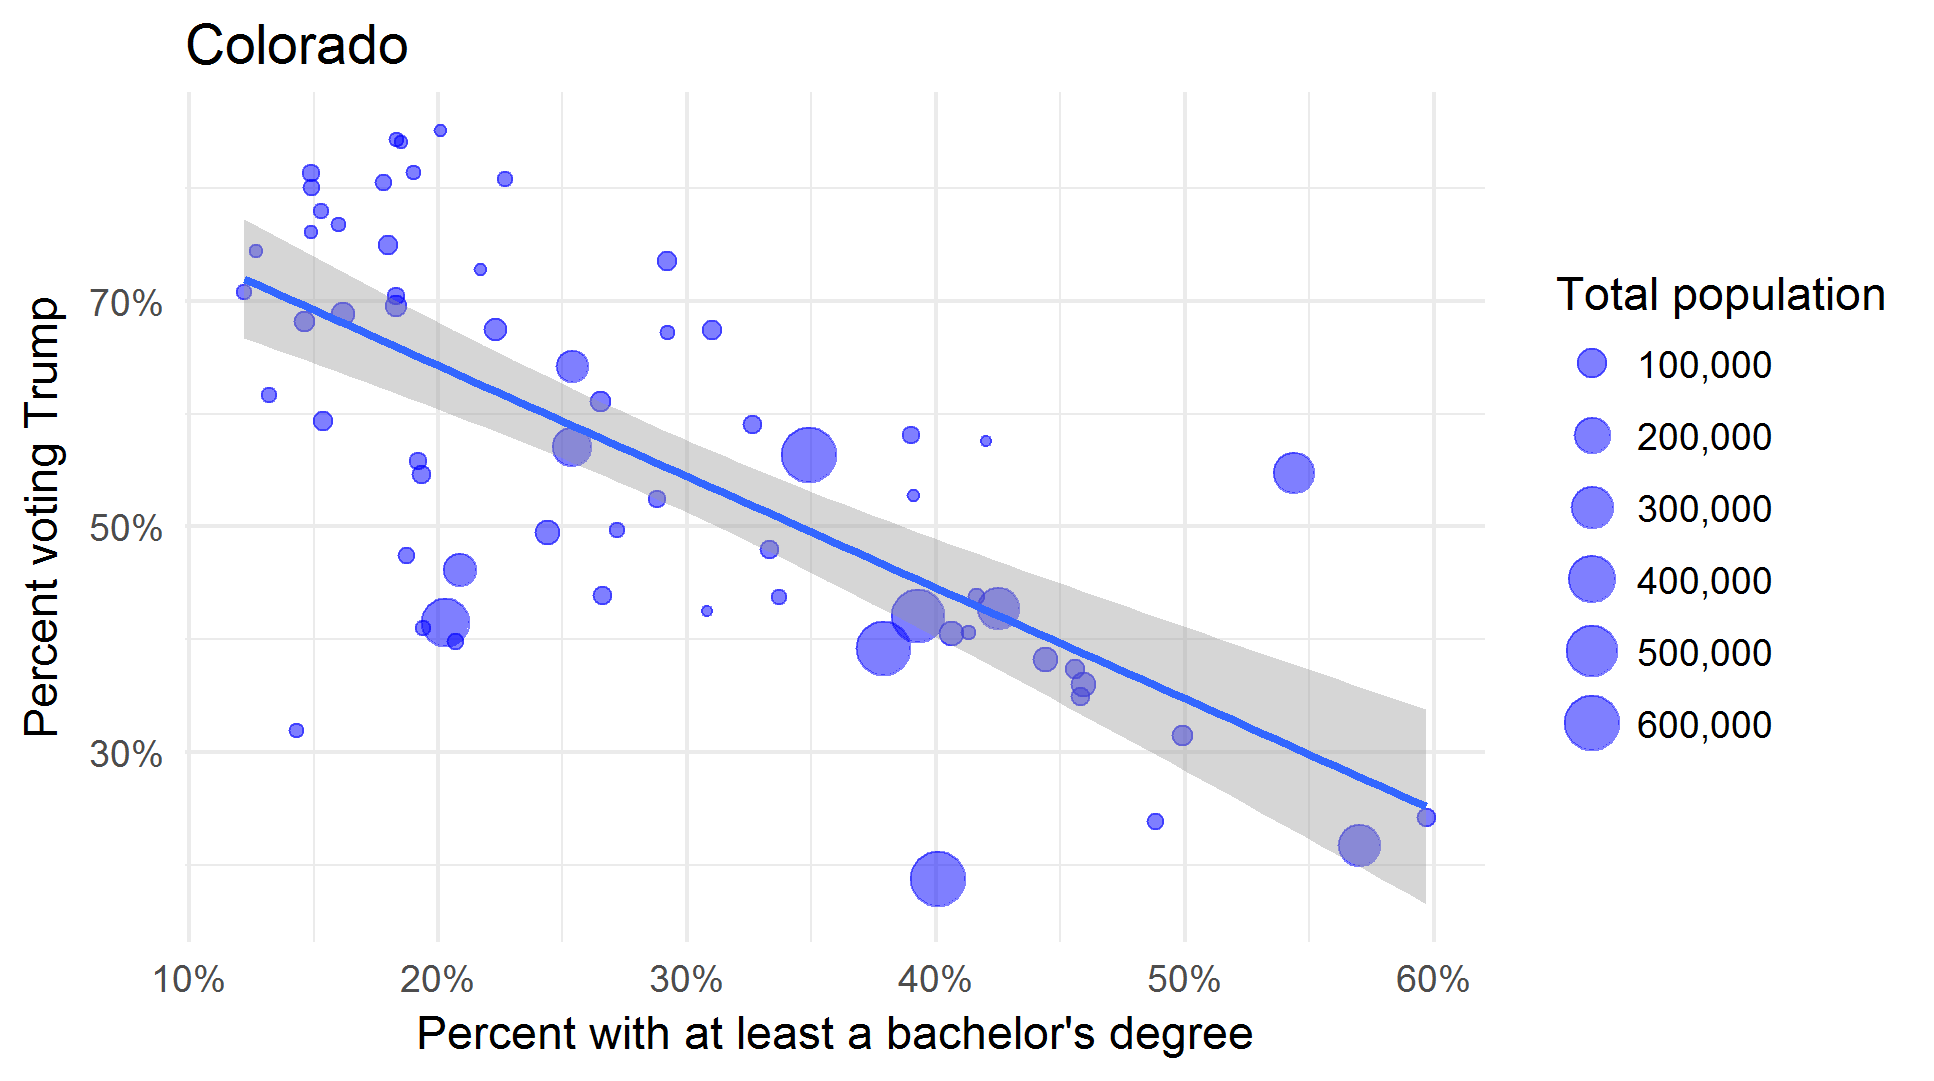 Colorado
Percent voting Trump
70%
50%
30%
10% 20% 30% 40% 50% 60%
Percent with at least a bachelor's degree
Total population
100,000
200,000
300,000
400,000
500,000
600,000